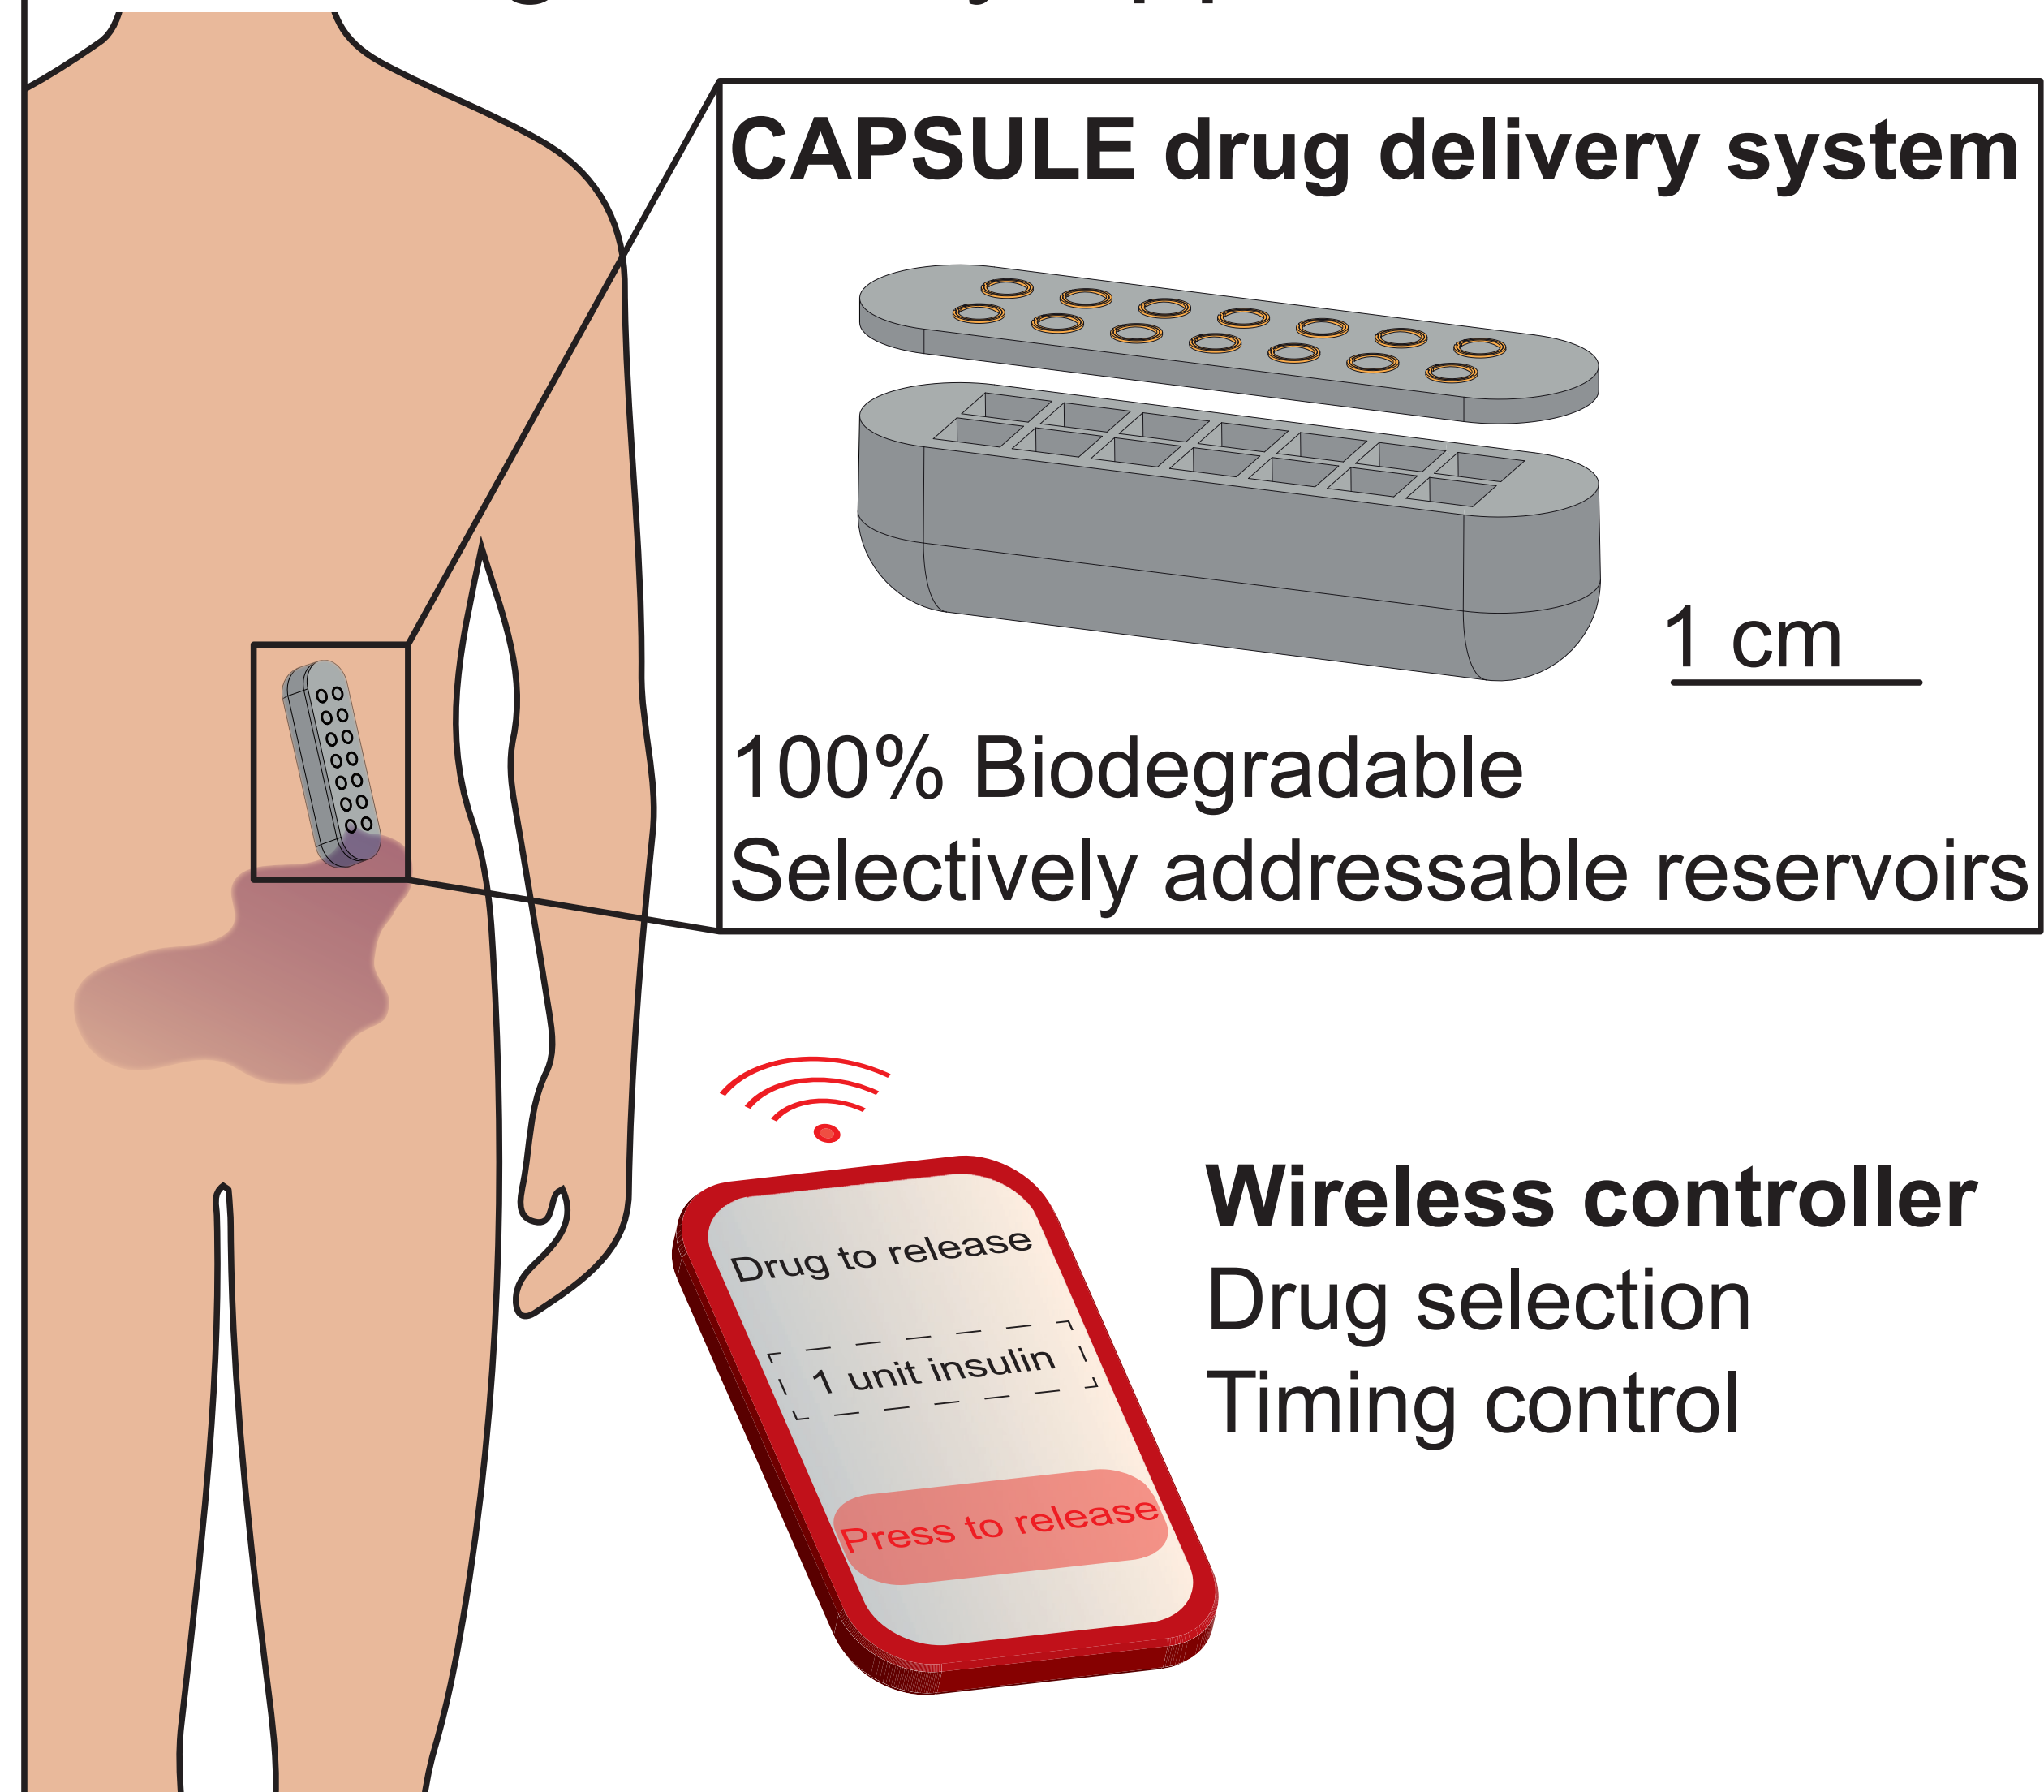 CAPSULE drug delivery system
1 cm
100% Biodegradable
Selectively addressable reservoirs
Wireless controller
Drug selection
Timing control
Drug to release
1 unit insulin
Press to release